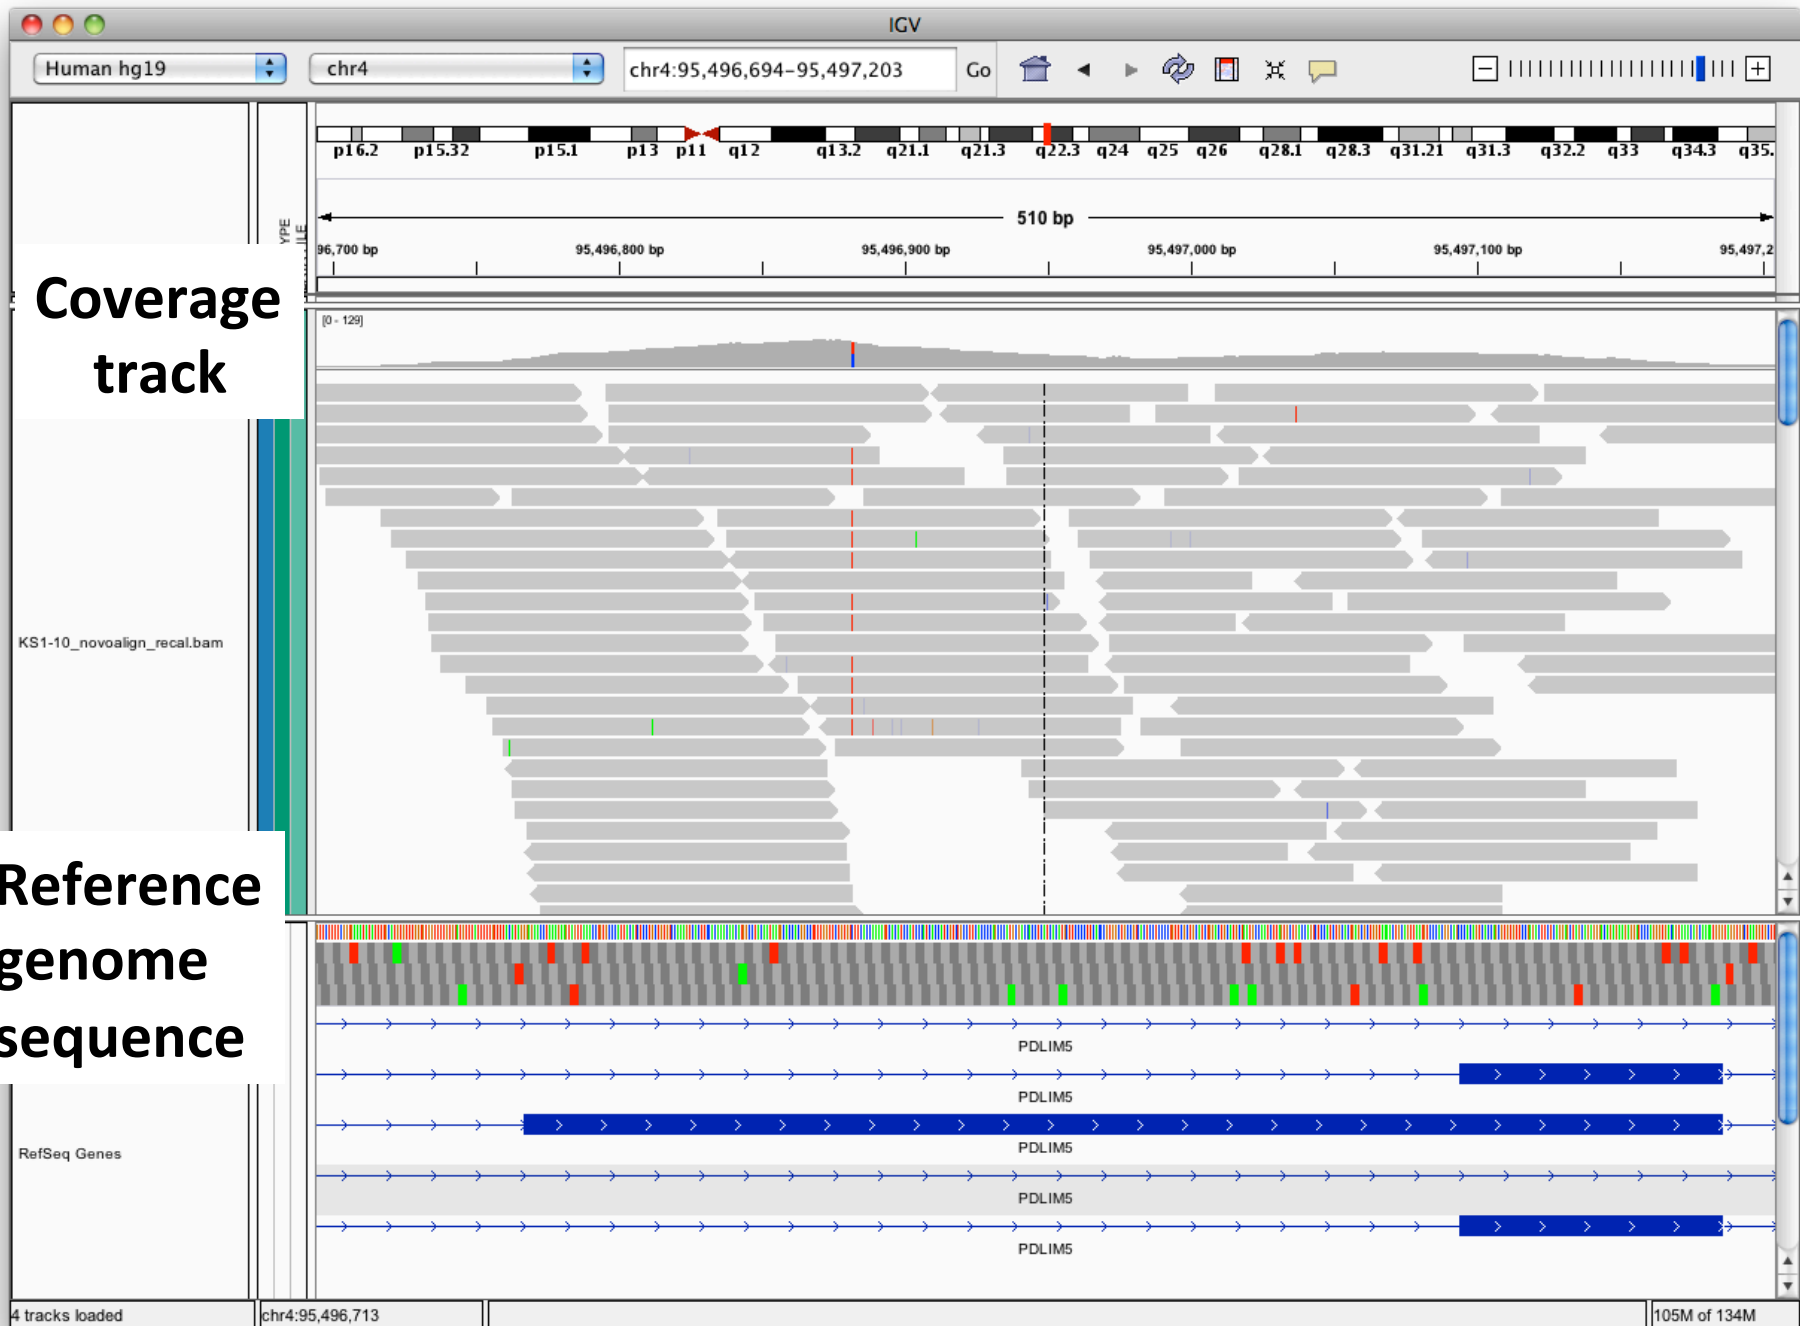 IGV
Human hg19
chr4
chr4:95,496,694-95,497,203
Go
p16.2 p15.32 p15.1 p13 p11 q12 q13.2 q21.1 q21.3 q22.3 q24 q25 q26 q28.1 q28.3 q31.21 q31.3 q32.2 q33 q34.3 q35.
510 bp
96,700 bp 95,496,800 bp 95,496,900 bp 95,497,000 bp 95,497,100 bp 95,497,2
Coverage
track
[0 - 129]
KS1-10_novoalign_recal.bam
Reference
genome
sequence
PDLIM5
PDLIM5
PDLIM5
RefSeq Genes
PDLIM5
PDLIM5
4 tracks loaded
chr4:95,496,713
105M of 134M